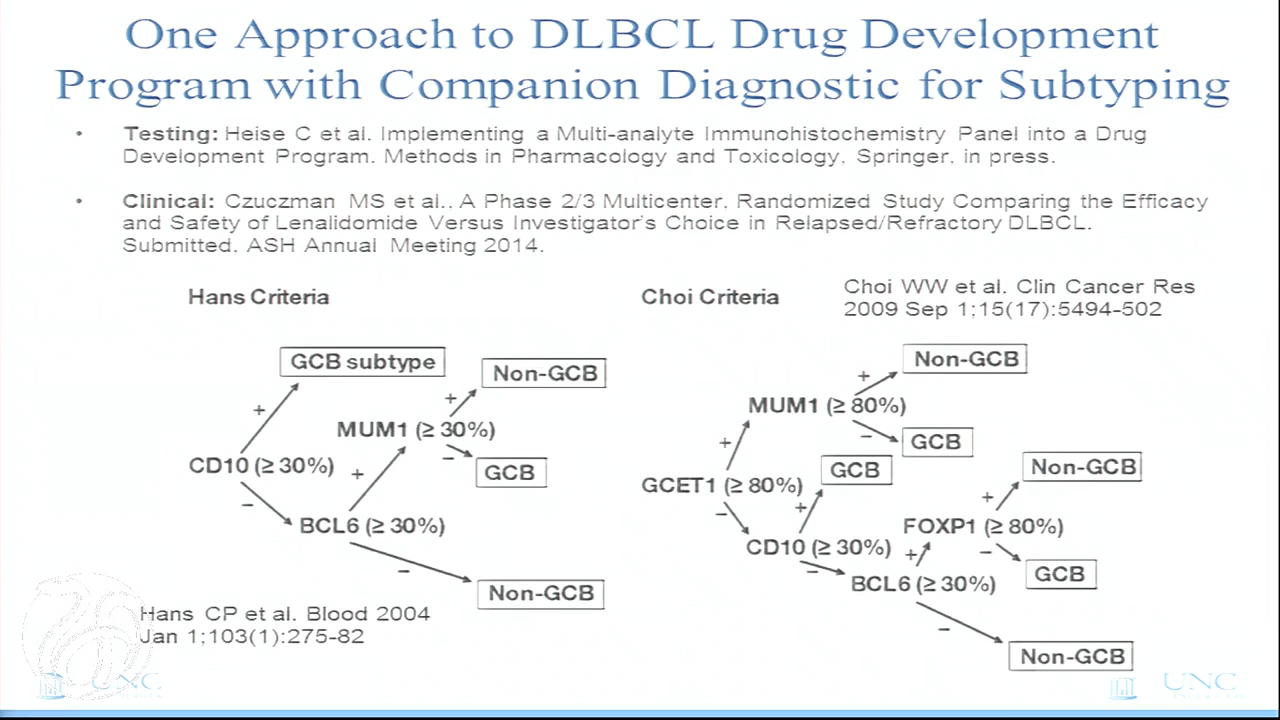 One Approach to DLBCL Drug Development
Program with Companion Diagnostic for Subtyping
• Testing: Heise C et al. Implementing a Multi-analyte Immunohistochemistry Panel into a Drug
Development Program. Methods in Pharmacology and Toxicology, Springer, in press.
• Clinical: Czuczman MS et al., A Phase 2/3 Multicenter, Randomized Study Comparing the Efficacy
and Safety of Lenalidomide Versus Investigator's Choice in Relapsed/Refractory DLBCL.
Submitted, ASH Annual Meeting 2014.
Hans Criteria
GCB subtype
Non-GCB
+
+
MUM1 (≥ 30%)
−
GCB
CD10 (≥ 30%)
+
−
BCL6 (≥ 30%)
−
Non-GCB
Hans CP et al. Blood 2004
Jan 1;103(1):275-82
Choi Criteria
Choi WW et al. Clin Cancer Res
2009 Sep 1;15(17):5494-502
Non-GCB
+
MUM1 (≥ 80%)
−
GCB
+
GCB
Non-GCB
GCET1 (≥ 80%)
+
+
−
FOXP1 (≥ 80%)
CD10 (≥ 30%)
+
−
−
GCB
BCL6 (≥ 30%)
−
Non-GCB
UNC
UNC